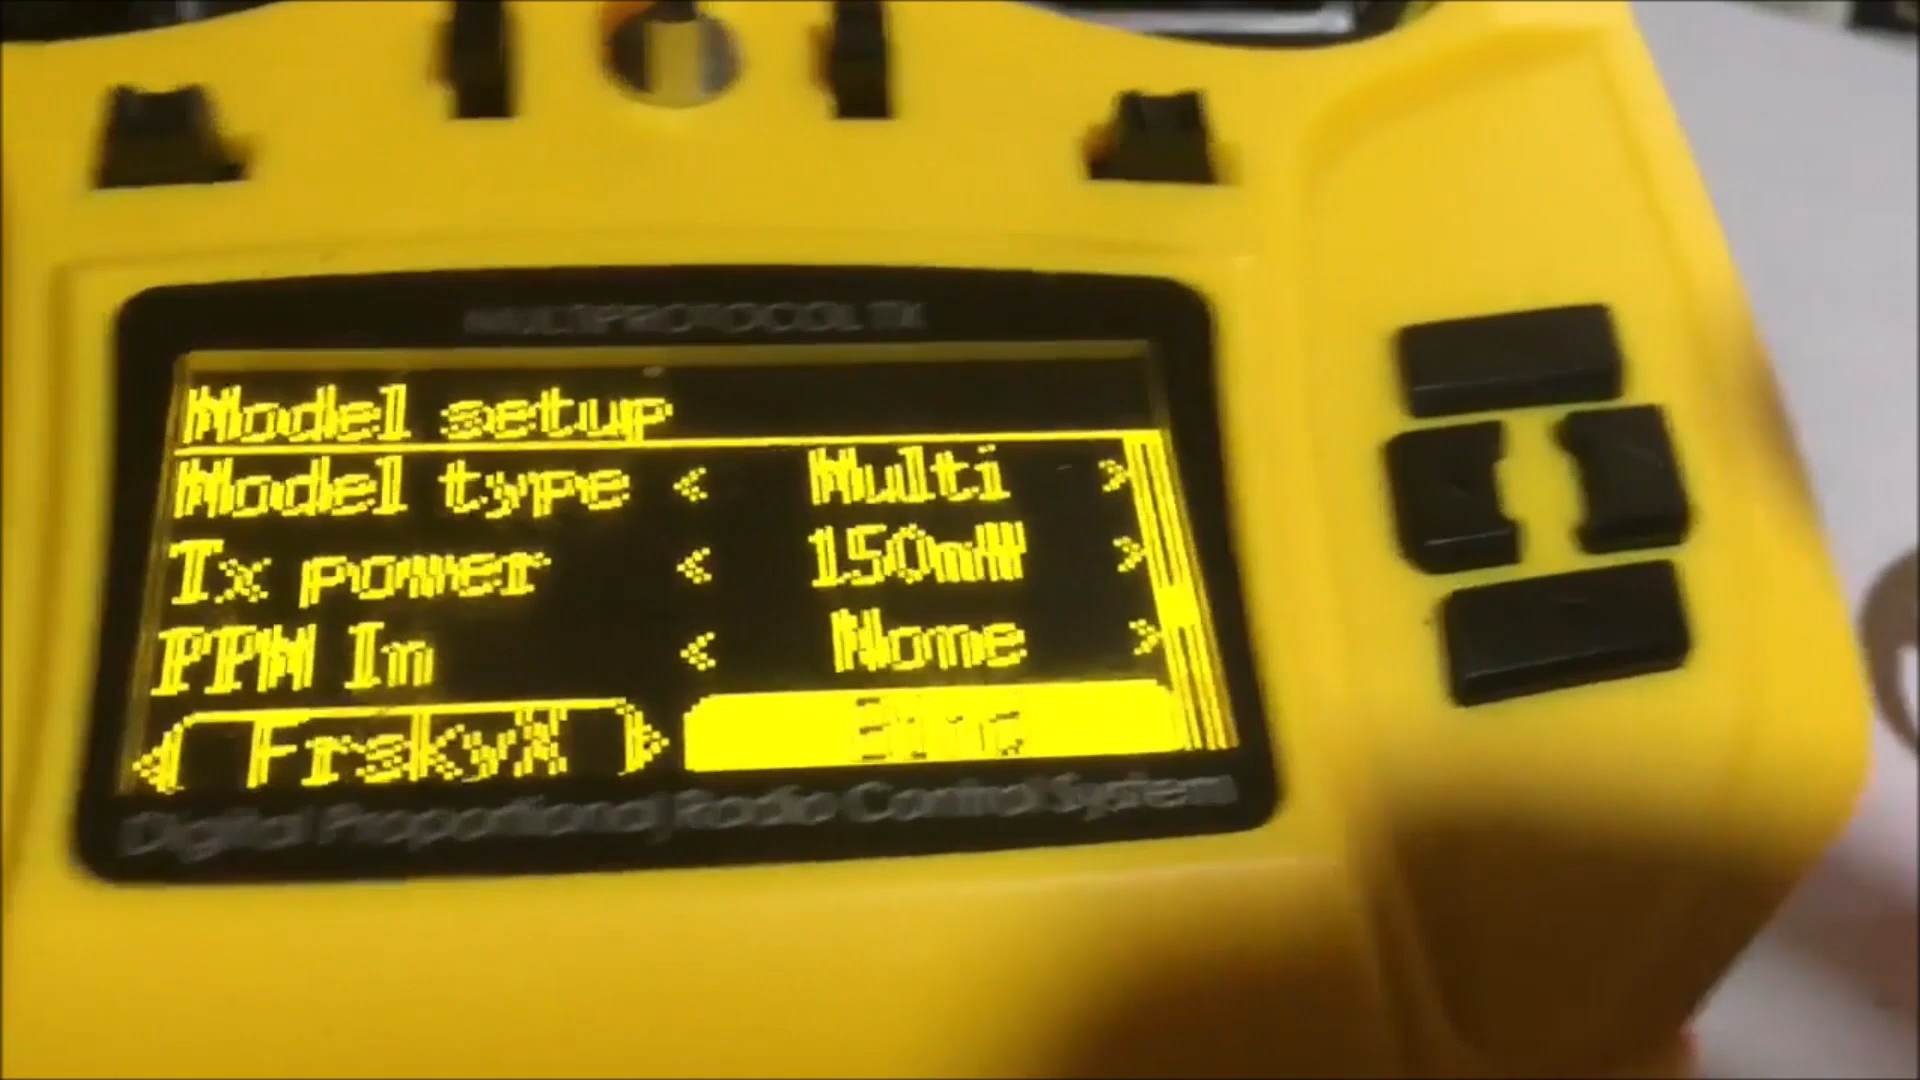 MULTIPROTOCOL TX
Model setup
Model type < Multi >
Tx power < 150mW >
PPM In < None >
FrskyX Bind
Digital Proportional Radio Control System